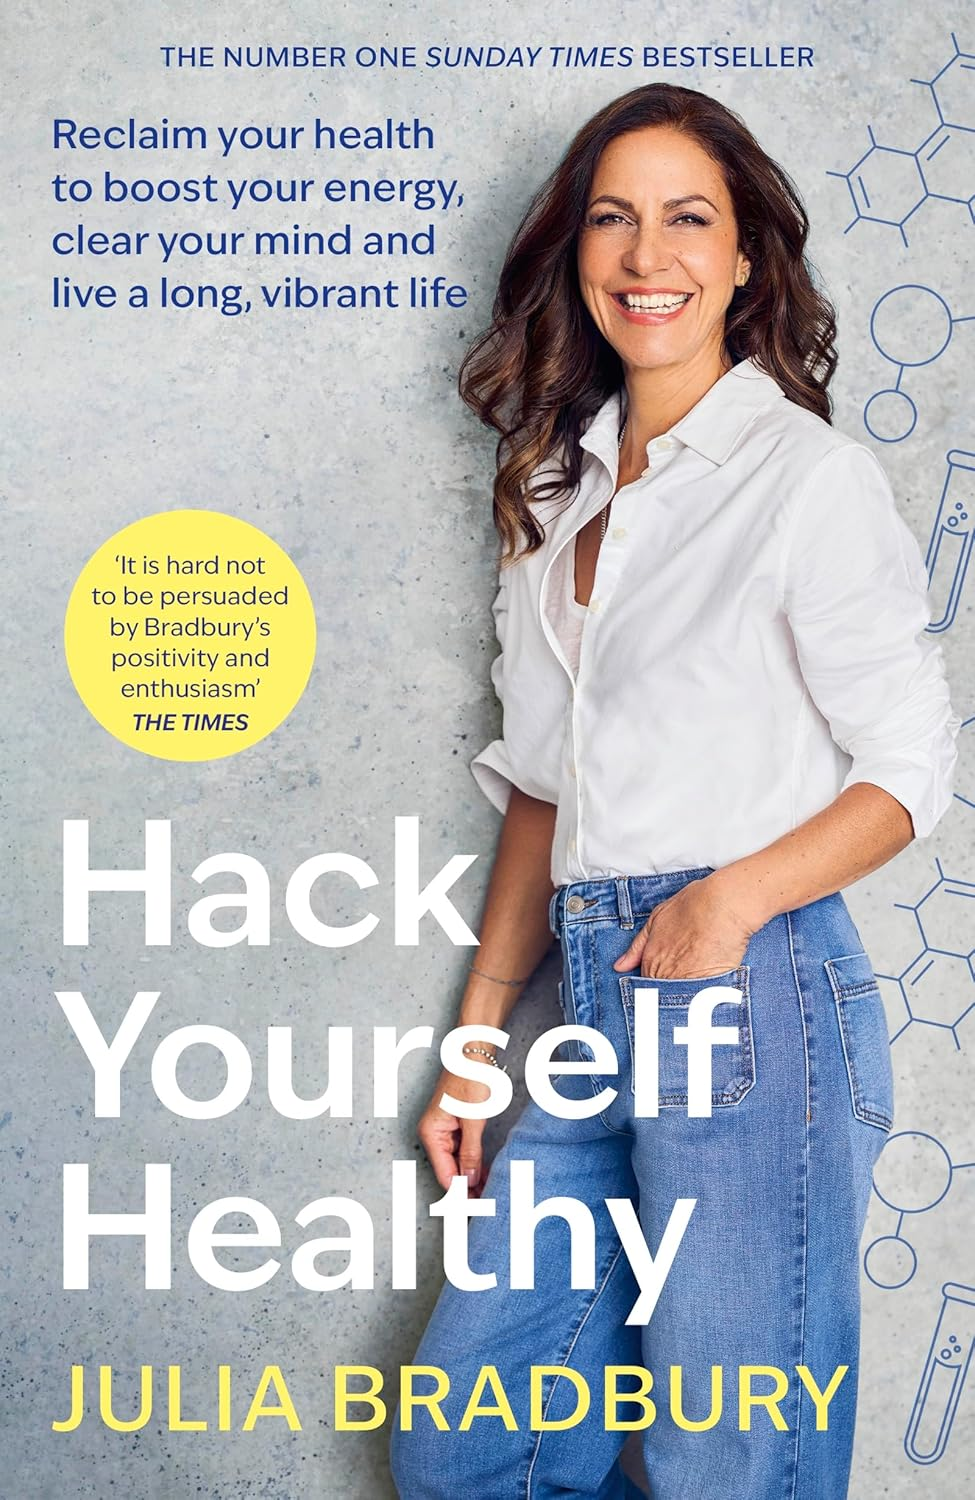 THE NUMBER ONE SUNDAY TIMES BESTSELLER
Reclaim your health
to boost your energy,
clear your mind and
live a long, vibrant life
‘It is hard not
to be persuaded
by Bradbury’s
positivity and
enthusiasm’
THE TIMES
Hack
Yourself
Healthy
JULIA BRADBURY